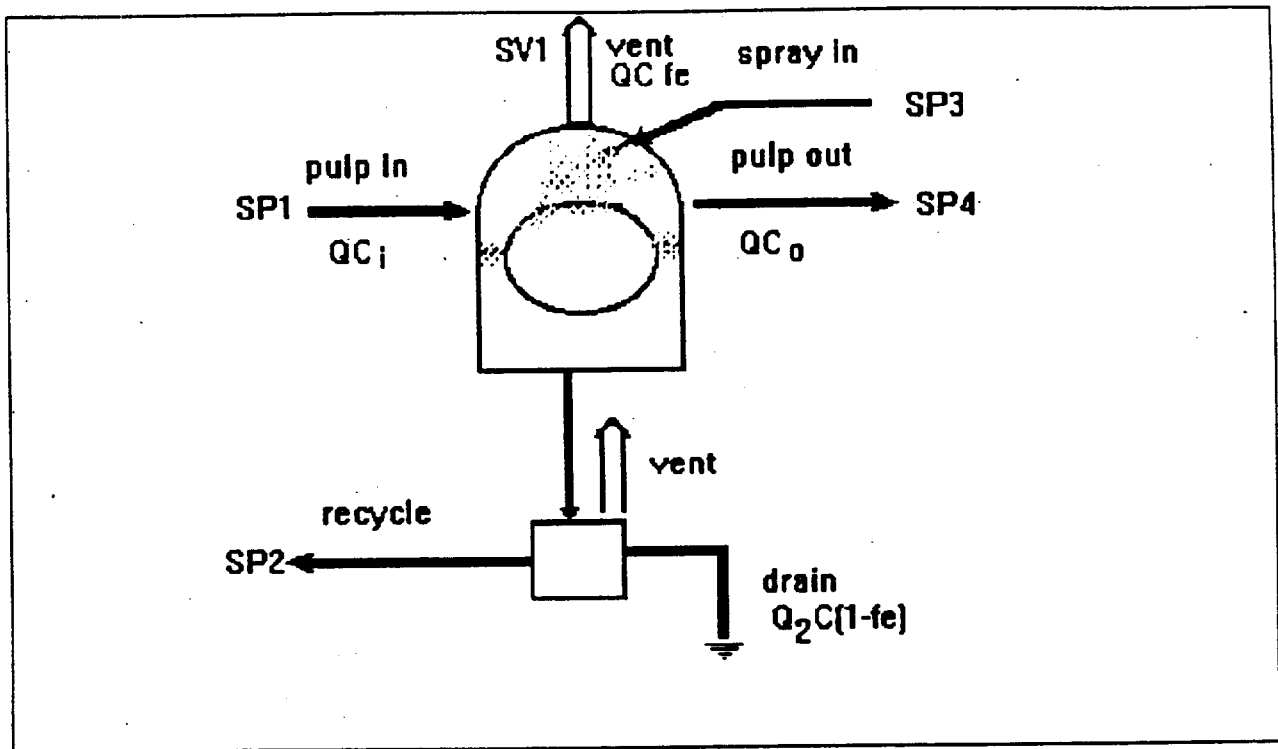 SV1
vent
QC fe
spray in
SP3
pulp in
pulp out
SP1
SP4
QC i
QC o
vent
recycle
SP2
drain
Q2C(1-fe)